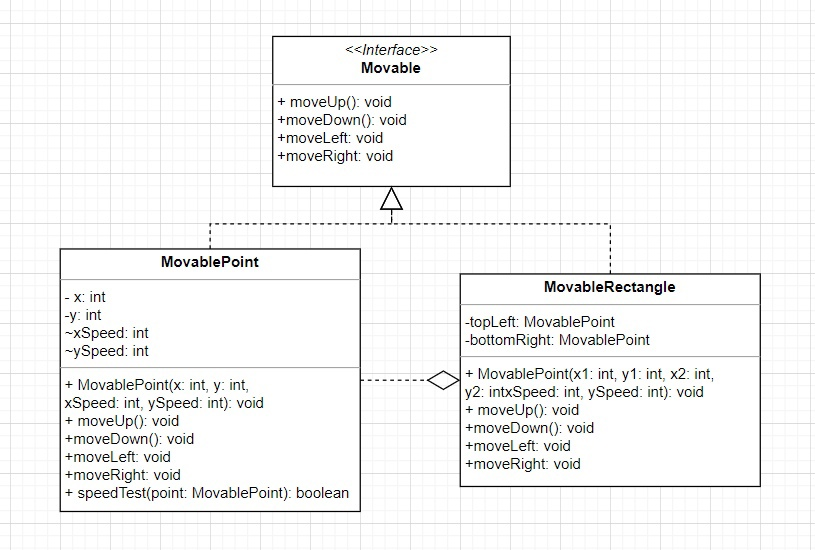 <<Interface>>
Movable
+ moveUp(): void
+moveDown(): void
+moveLeft: void
+moveRight: void
MovablePoint
- x: int
-y: int
~xSpeed: int
~ySpeed: int
+ MovablePoint(x: int, y: int,
xSpeed: int, ySpeed: int): void
+ moveUp(): void
+moveDown(): void
+moveLeft: void
+moveRight: void
+ speedTest(point: MovablePoint): boolean
MovableRectangle
-topLeft: MovablePoint
-bottomRight: MovablePoint
+ MovablePoint(x1: int, y1: int, x2: int,
y2: intxSpeed: int, ySpeed: int): void
+ moveUp(): void
+moveDown(): void
+moveLeft: void
+moveRight: void